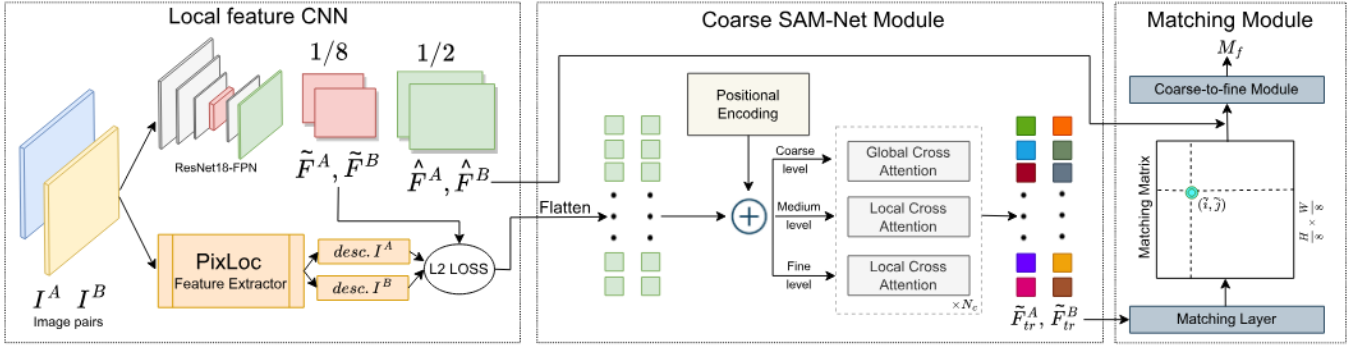 Local feature CNN
1/8
1/2
ResNet18-FPN
F̃^A, F̃^B
F̂^A, F̂^B
PixLoc
Feature Extractor
desc. I^A
desc. I^B
L2 LOSS
I^A I^B
Image pairs
Coarse SAM-Net Module
Flatten
Positional
Encoding
Coarse
level
Medium
level
Fine
level
Global Cross
Attention
Local Cross
Attention
Local Cross
Attention
×N_c
F̃_tr^A, F̃_tr^B
Matching Module
M_f
Coarse-to-fine Module
Matching Matrix
(ĩ, j̃)
H/8 × W/8
Matching Layer